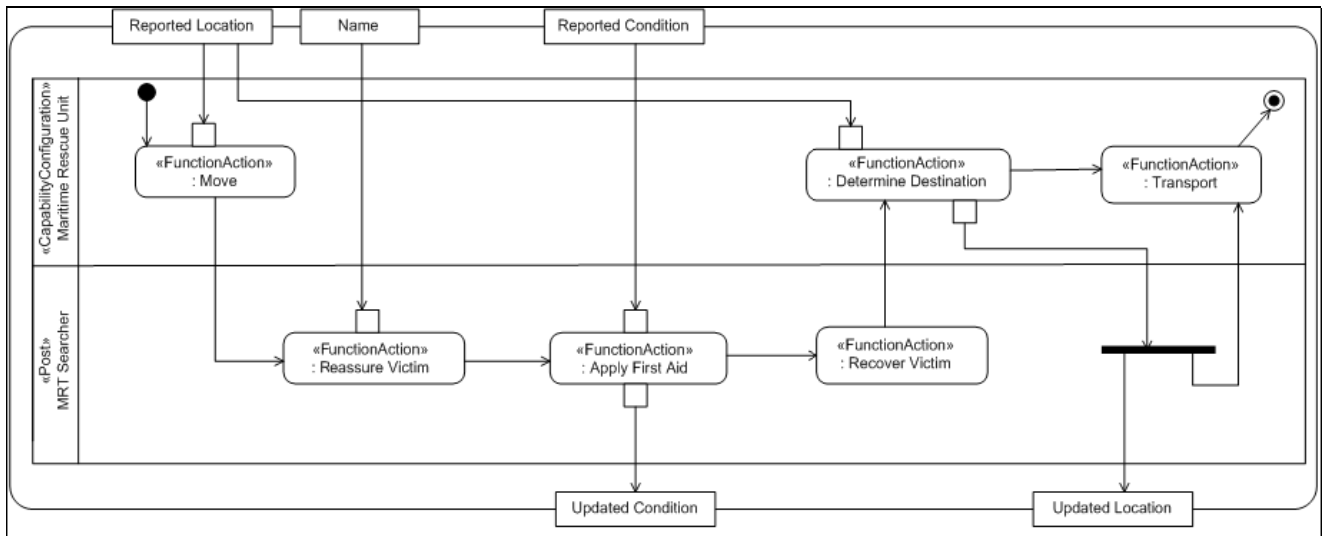 Reported Location
Name
Reported Condition
«CapabilityConfiguration»
Maritime Rescue Unit
«FunctionAction»
: Move
«FunctionAction»
: Determine Destination
«FunctionAction»
: Transport
«Post»
MRT Searcher
«FunctionAction»
: Reassure Victim
«FunctionAction»
: Apply First Aid
«FunctionAction»
: Recover Victim
Updated Condition
Updated Location